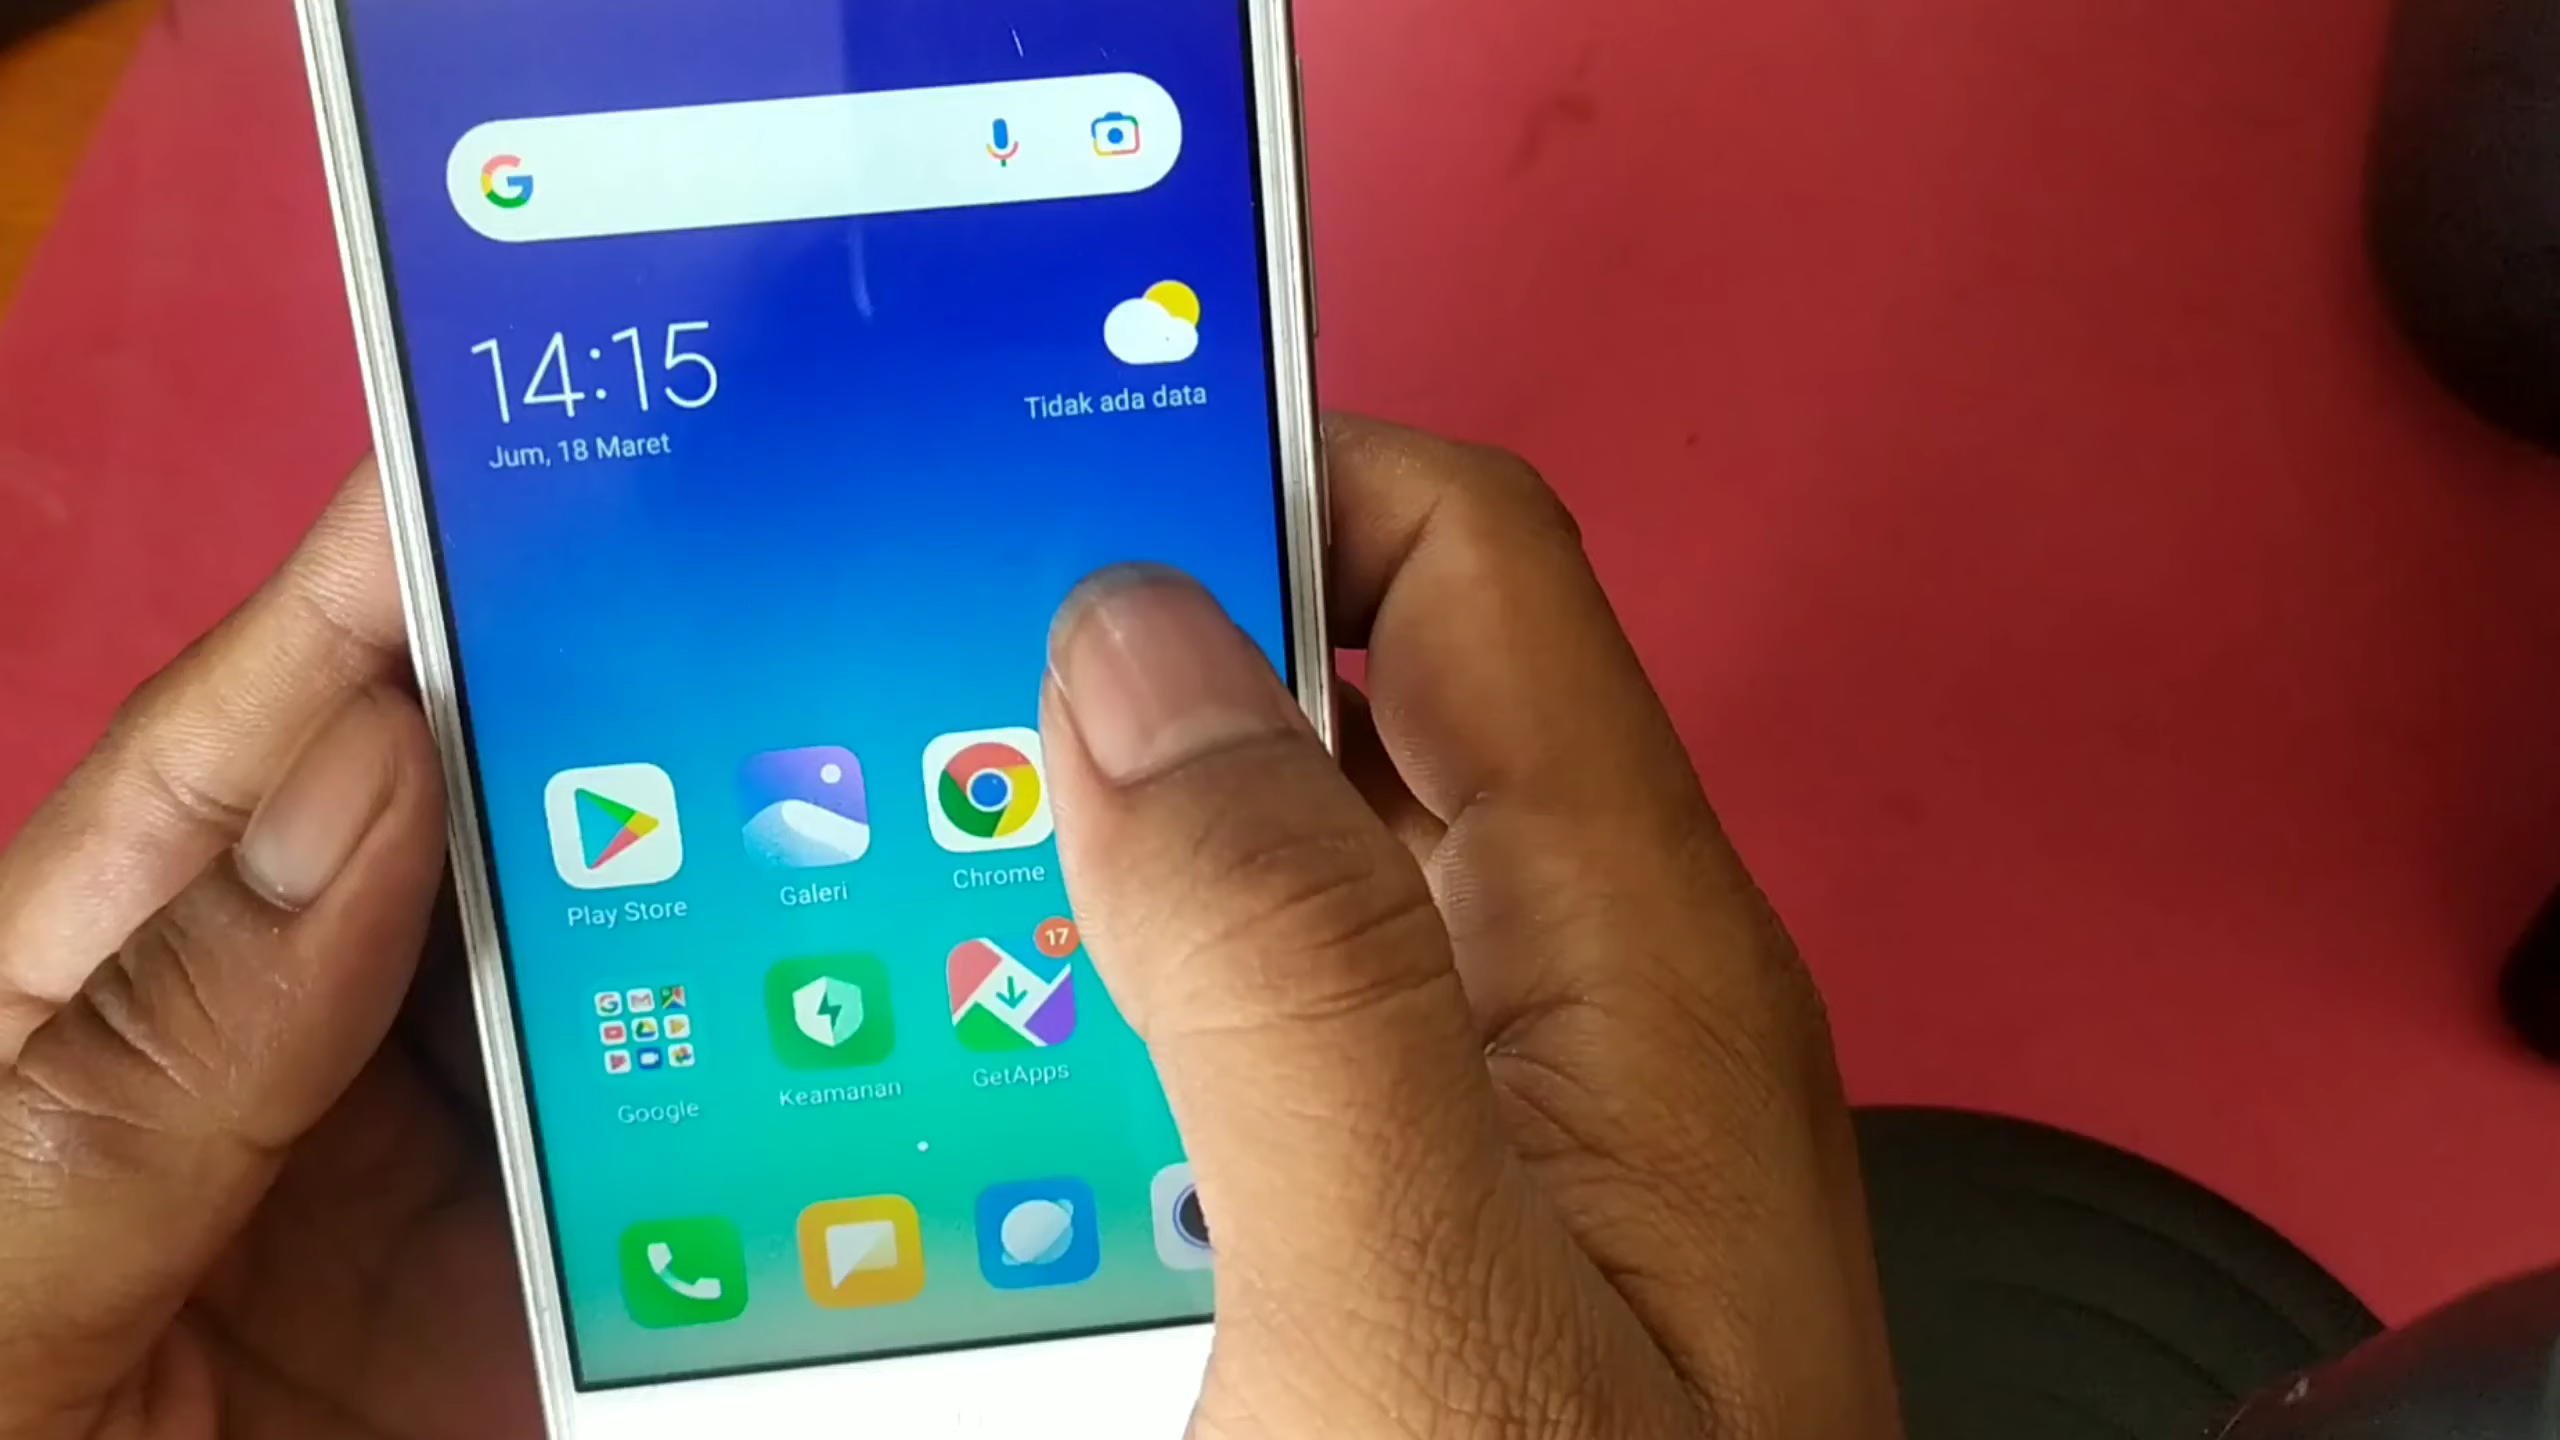 14:15
Jum, 18 Maret
Tidak ada data
Play Store
Galeri
Chrome
17
Google
Keamanan
GetApps